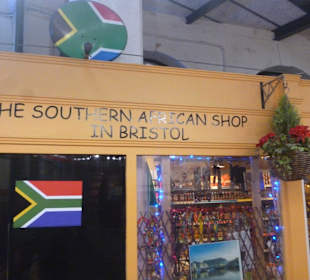 HE SOUTHERN AFRICAN SHOP
IN BRISTOL